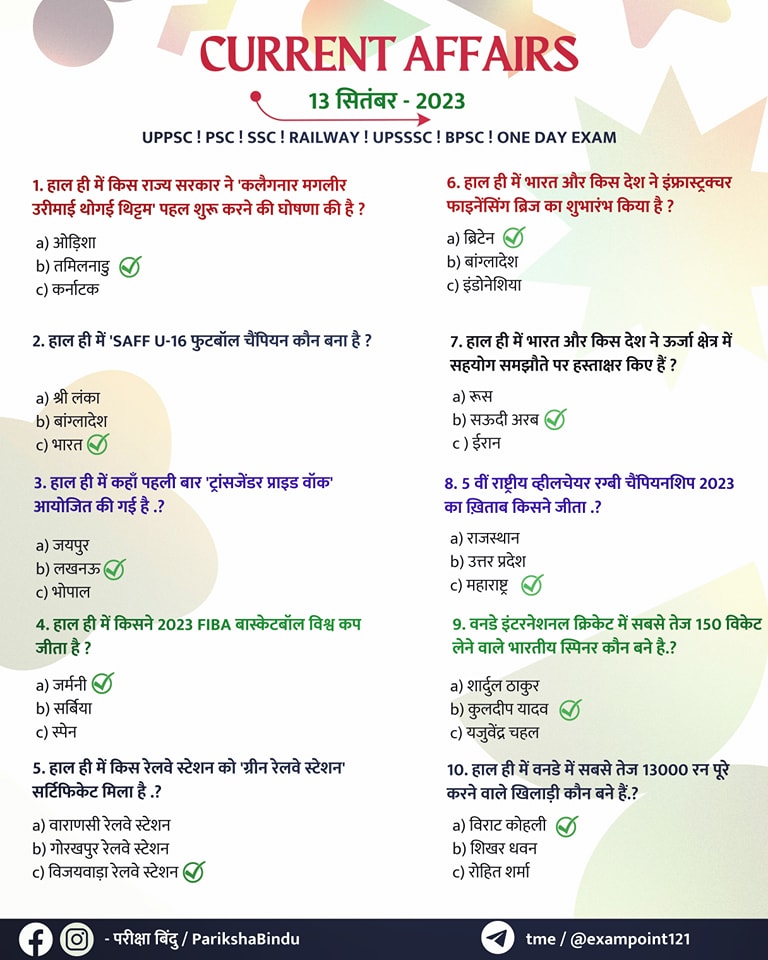 CURRENT AFFAIRS
13 सितंबर - 2023
UPPSC ! PSC ! SSC ! RAILWAY ! UPSSSC ! BPSC ! ONE DAY EXAM
1. हाल ही में किस राज्य सरकार ने 'कलैगनार मगलीर
उरीमाई थोगई थिट्टम' पहल शुरू करने की घोषणा की है ?
a) ओड़िशा
b) तमिलनाडु
c) कर्नाटक
2. हाल ही में 'SAFF U-16 फुटबॉल चैंपियन कौन बना है ?
a) श्री लंका
b) बांग्लादेश
c) भारत
3. हाल ही में कहाँ पहली बार 'ट्रांसजेंडर प्राइड वॉक'
आयोजित की गई है .?
a) जयपुर
b) लखनऊ
c) भोपाल
4. हाल ही में किसने 2023 FIBA बास्केटबॉल विश्व कप
जीता है ?
a) जर्मनी
b) सर्बिया
c) स्पेन
5. हाल ही में किस रेलवे स्टेशन को 'ग्रीन रेलवे स्टेशन'
सर्टिफिकेट मिला है .?
a) वाराणसी रेलवे स्टेशन
b) गोरखपुर रेलवे स्टेशन
c) विजयवाड़ा रेलवे स्टेशन
6. हाल ही में भारत और किस देश ने इंफ्रास्ट्रक्चर
फाइनेंसिंग ब्रिज का शुभारंभ किया है ?
a) ब्रिटेन
b) बांग्लादेश
c) इंडोनेशिया
7. हाल ही में भारत और किस देश ने ऊर्जा क्षेत्र में
सहयोग समझौते पर हस्ताक्षर किए हैं ?
a) रूस
b) सऊदी अरब
c ) ईरान
8. 5 वीं राष्ट्रीय व्हीलचेयर रग्बी चैंपियनशिप 2023
का ख़िताब किसने जीता .?
a) राजस्थान
b) उत्तर प्रदेश
c) महाराष्ट्र
9. वनडे इंटरनेशनल क्रिकेट में सबसे तेज 150 विकेट
लेने वाले भारतीय स्पिनर कौन बने है.?
a) शार्दुल ठाकुर
b) कुलदीप यादव
c) यजुवेंद्र चहल
10. हाल ही में वनडे में सबसे तेज 13000 रन पूरे
करने वाले खिलाड़ी कौन बने हैं.?
a) विराट कोहली
b) शिखर धवन
c) रोहित शर्मा
- परीक्षा बिंदु / ParikshaBindu
tme / @exampoint121